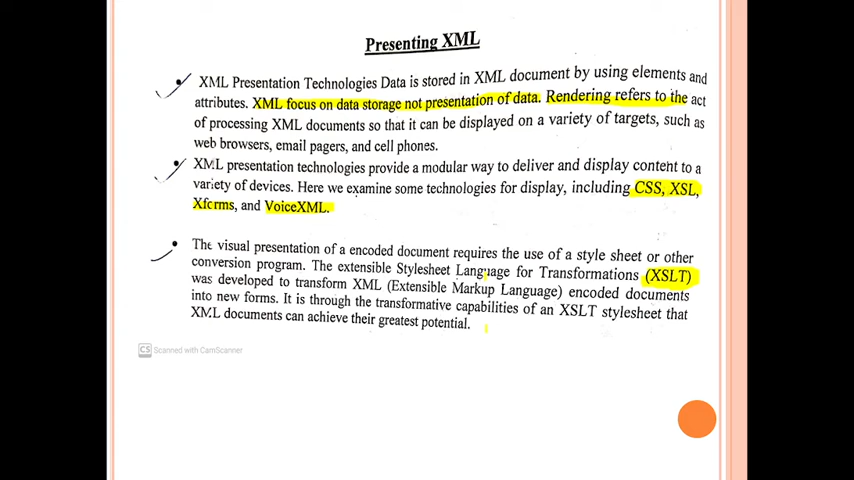 Presenting XML
XML Presentation Technologies Data is stored in XML document by using elements and
attributes. XML focus on data storage not presentation of data. Rendering refers to the act
of processing XML documents so that it can be displayed on a variety of targets, such as
web browsers, email pagers, and cell phones.
XML presentation technologies provide a modular way to deliver and display content to a
variety of devices. Here we examine some technologies for display, including CSS, XSL,
Xforms, and VoiceXML.
The visual presentation of a encoded document requires the use of a style sheet or other
conversion program. The extensible Stylesheet Language for Transformations (XSLT)
was developed to transform XML (Extensible Markup Language) encoded documents
into new forms. It is through the transformative capabilities of an XSLT stylesheet that
XML documents can achieve their greatest potential.
CS Scanned with CamScanner